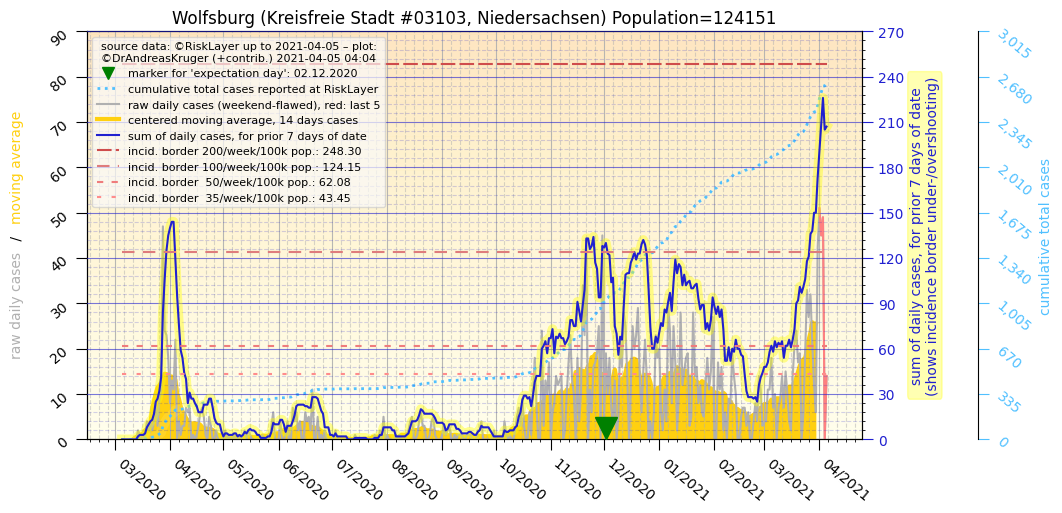 Wolfsburg (Kreisfreie Stadt #03103, Niedersachsen) Population=124151
source data: ©RiskLayer up to 2021-04-05 – plot:
©DrAndreasKruger (+contrib.) 2021-04-05 04:04
marker for 'expectation day': 02.12.2020
cumulative total cases reported at RiskLayer
raw daily cases (weekend-flawed), red: last 5
centered moving average, 14 days cases
sum of daily cases, for prior 7 days of date
incid. border 200/week/100k pop.: 248.30
incid. border 100/week/100k pop.: 124.15
incid. border  50/week/100k pop.: 62.08
incid. border  35/week/100k pop.: 43.45
raw daily cases / moving average
90
80
70
60
50
40
30
20
10
0
03/2020
04/2020
05/2020
06/2020
07/2020
08/2020
09/2020
10/2020
11/2020
12/2020
01/2021
02/2021
03/2021
04/2021
270
240
210
180
150
120
90
60
30
0
sum of daily cases, for prior 7 days of date
(shows incidence border under-/overshooting)
3,015
2,680
2,345
2,010
1,675
1,340
1,005
670
335
0
cumulative total cases